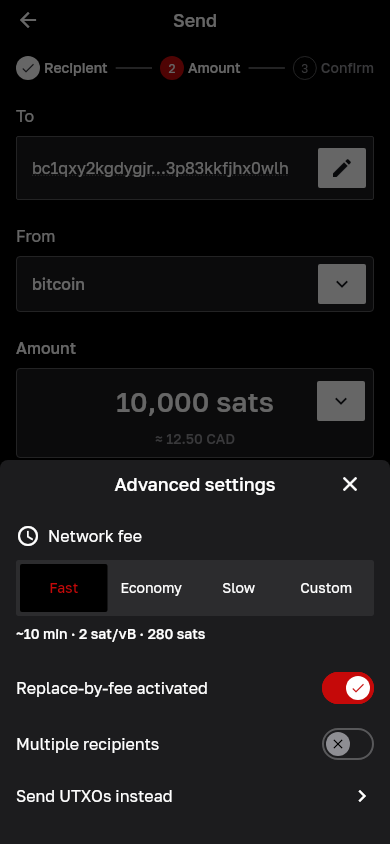 Send
Recipient 2 Amount 3 Confirm
To
bc1qxy2kgdygjr...3p83kkfjhx0wlh
From
bitcoin
Amount
10,000 sats
≈ 12.50 CAD
Advanced settings
Network fee
Fast Economy Slow Custom
~10 min · 2 sat/vB · 280 sats
Replace-by-fee activated
Multiple recipients
Send UTXOs instead